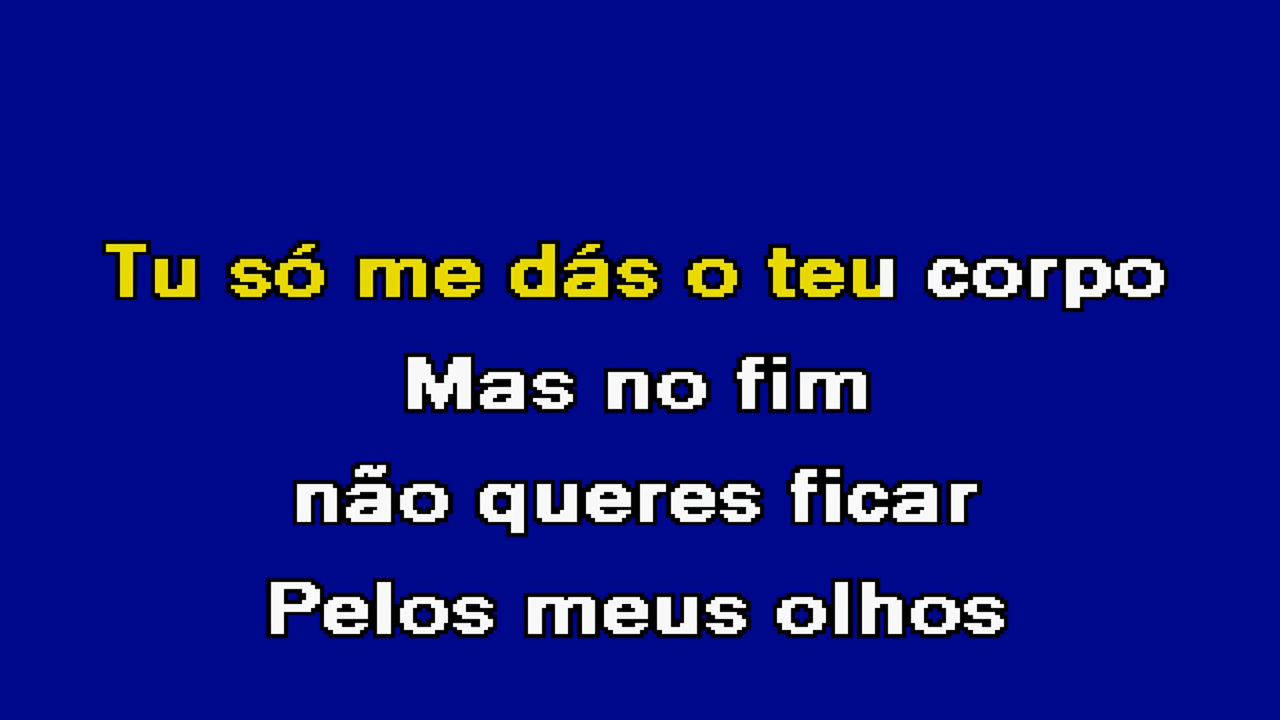 Tu só me dás o teu corpo
Mas no fim
não queres ficar
Pelos meus olhos